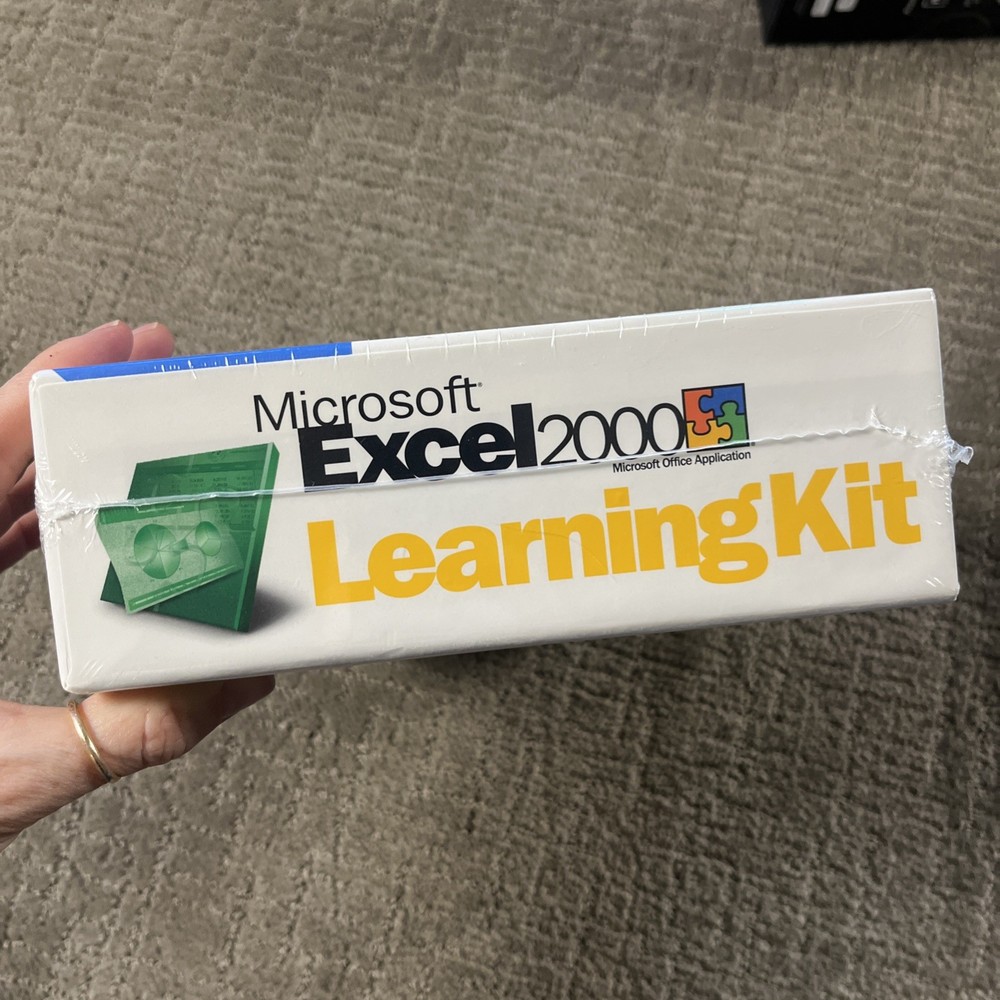 Microsoft®
Excel 2000
Microsoft Office Application
Learning Kit